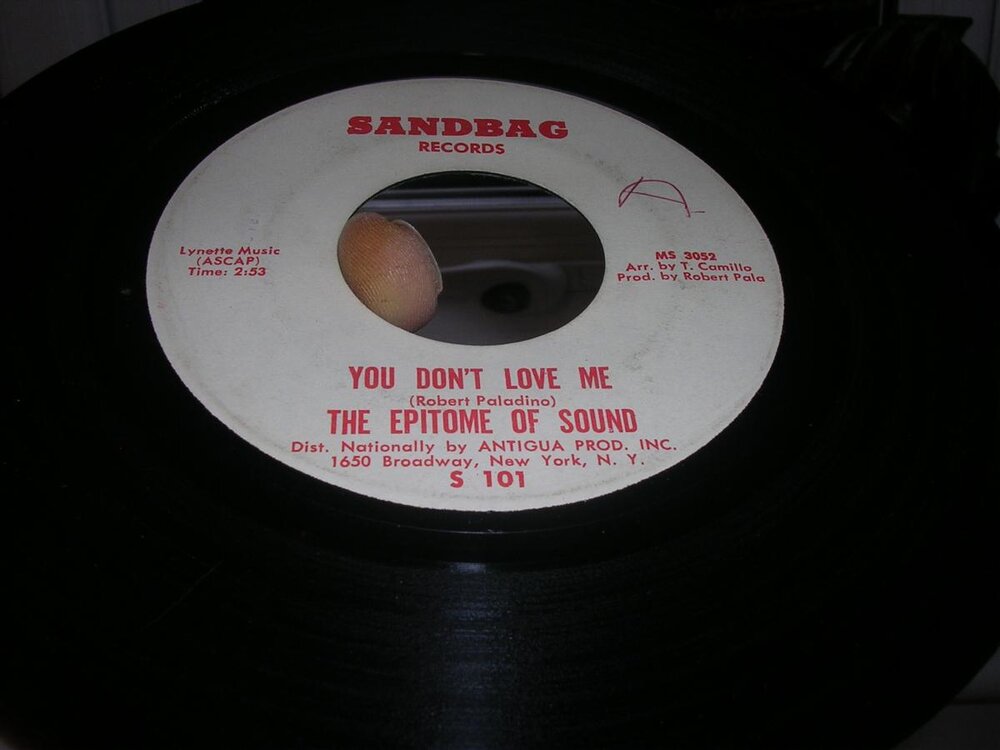 SANDBAG
RECORDS
A
Lynette Music
(ASCAP)
Time: 2:53
MS 3052
Arr. by T. Camillo
Prod. by Robert Pala
YOU DON'T LOVE ME
(Robert Paladino)
THE EPITOME OF SOUND
Dist. Nationally by ANTIGUA PROD. INC.
1650 Broadway, New York, N. Y.
S 101